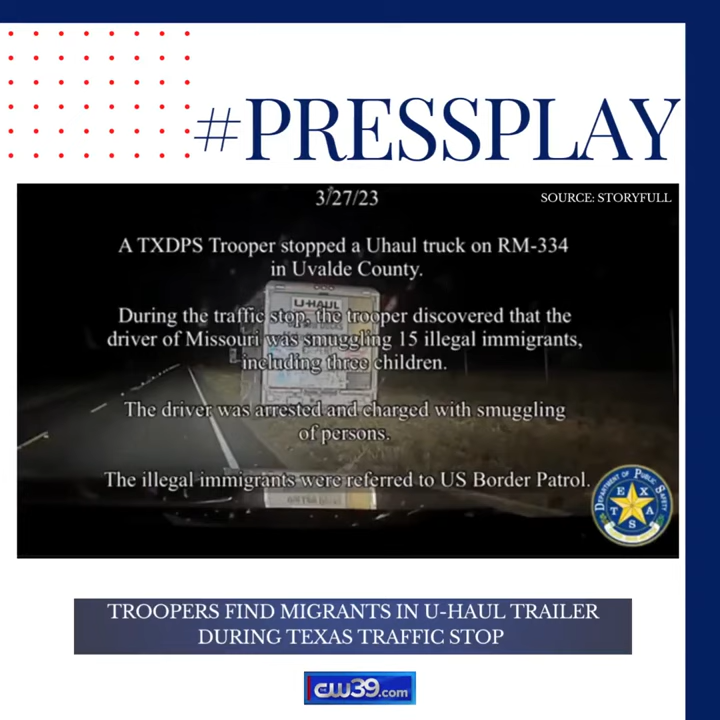 #PRESSPLAY
3/27/23
SOURCE: STORYFULL
A TXDPS Trooper stopped a Uhaul truck on RM-334
in Uvalde County.
U-HAUL
During the traffic stop, the trooper discovered that the
driver of Missouri was smuggling 15 illegal immigrants,
including three children.
The driver was arrested and charged with smuggling
of persons.
The illegal immigrants were referred to US Border Patrol.
DEPARTMENT OF PUBLIC SAFETY
TEXAS
TROOPERS FIND MIGRANTS IN U-HAUL TRAILER
DURING TEXAS TRAFFIC STOP
CW39.com